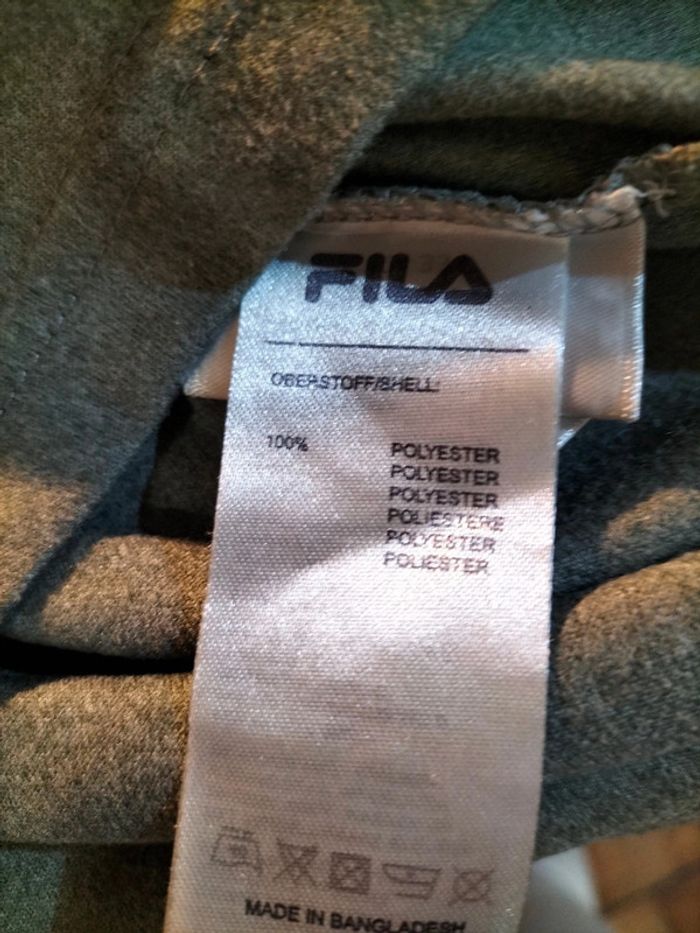 FILA
OBERSTOFF/SHELL:
100% POLYESTER
POLYESTER
POLYESTER
POLIESTERE
POLYESTER
POLIESTER
MADE IN BANGLADESH